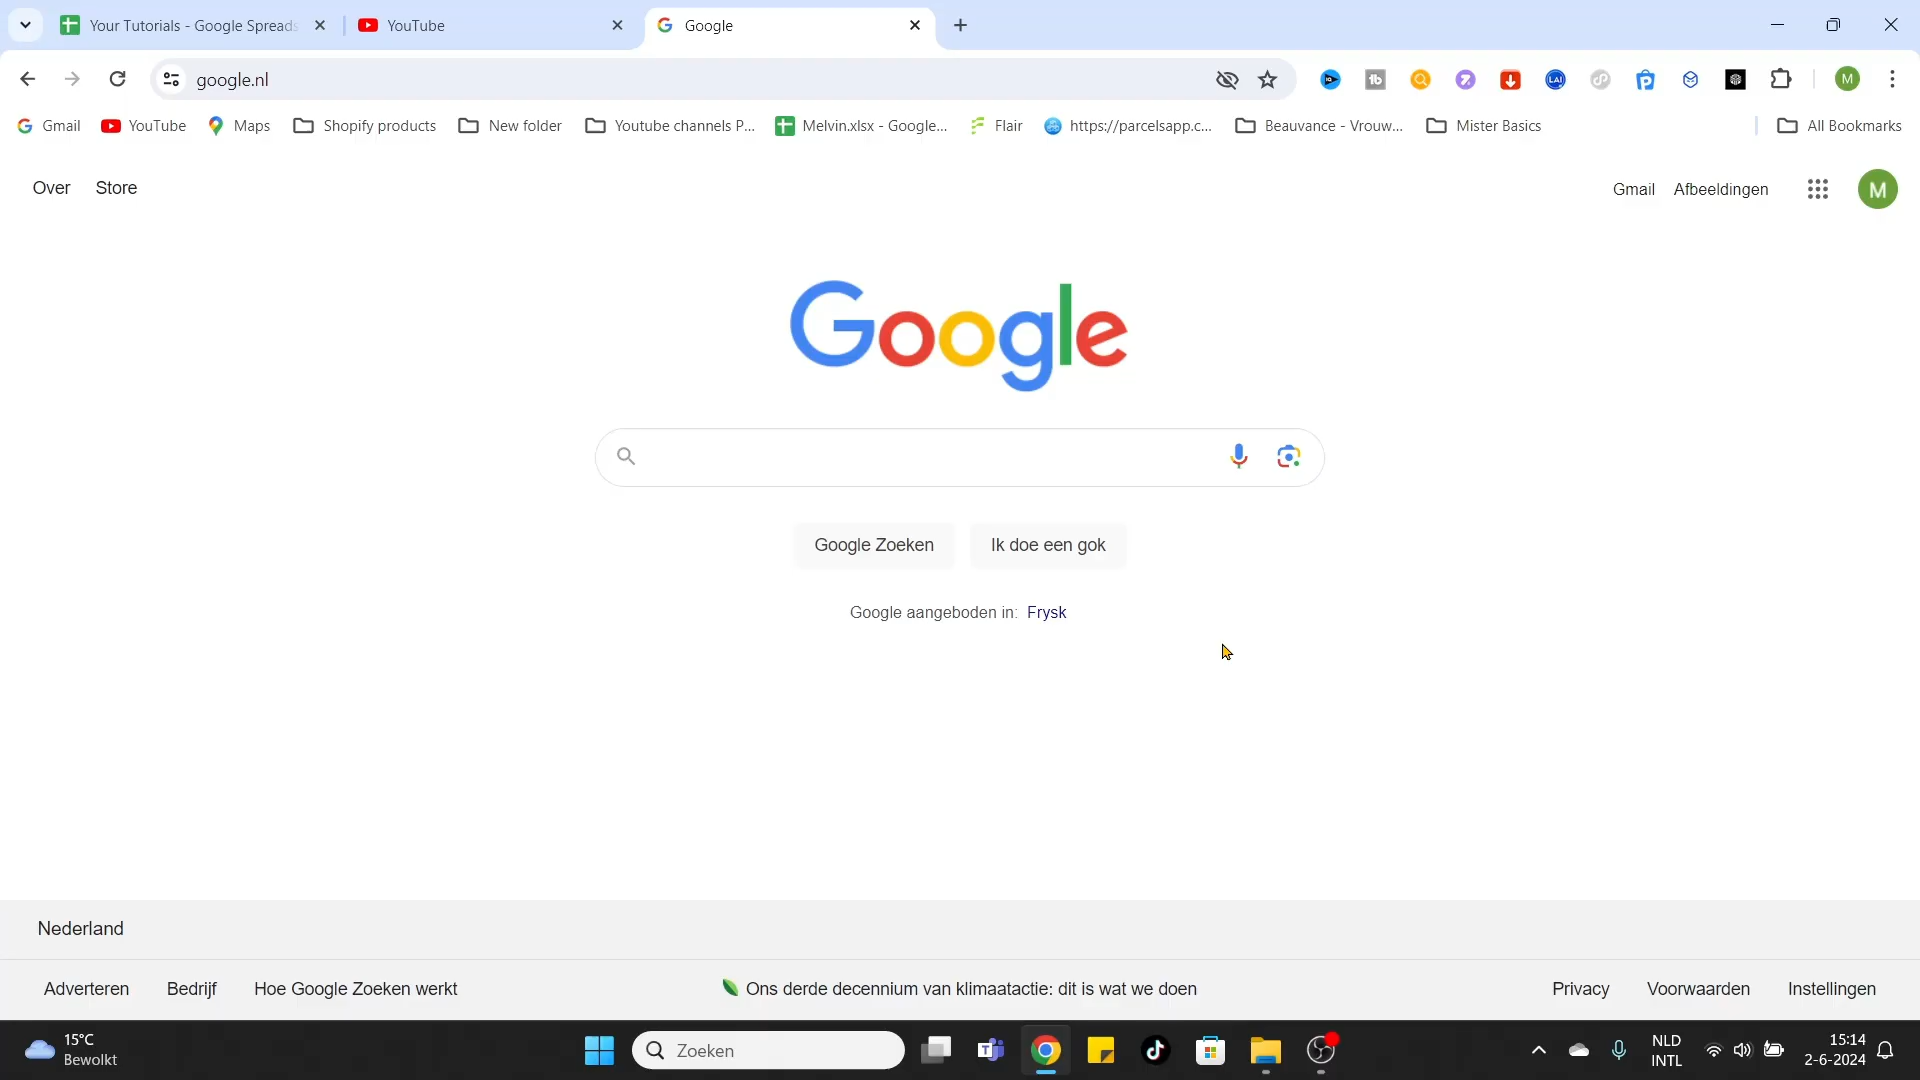 Your Tutorials - Google Spreads
YouTube
Google
google.nl
Gmail
YouTube
Maps
Shopify products
New folder
Youtube channels P...
Melvin.xlsx - Google...
Flair
https://parcelsapp.c...
Beauvance - Vrouw...
Mister Basics
All Bookmarks
Over
Store
Gmail
Afbeeldingen
M
Google
Google Zoeken
Ik doe een gok
Google aangeboden in: Frysk
Nederland
Adverteren
Bedrijf
Hoe Google Zoeken werkt
Ons derde decennium van klimaatactie: dit is wat we doen
Privacy
Voorwaarden
Instellingen
15°C
Bewolkt
Zoeken
NLD
INTL
15:14
2-6-2024